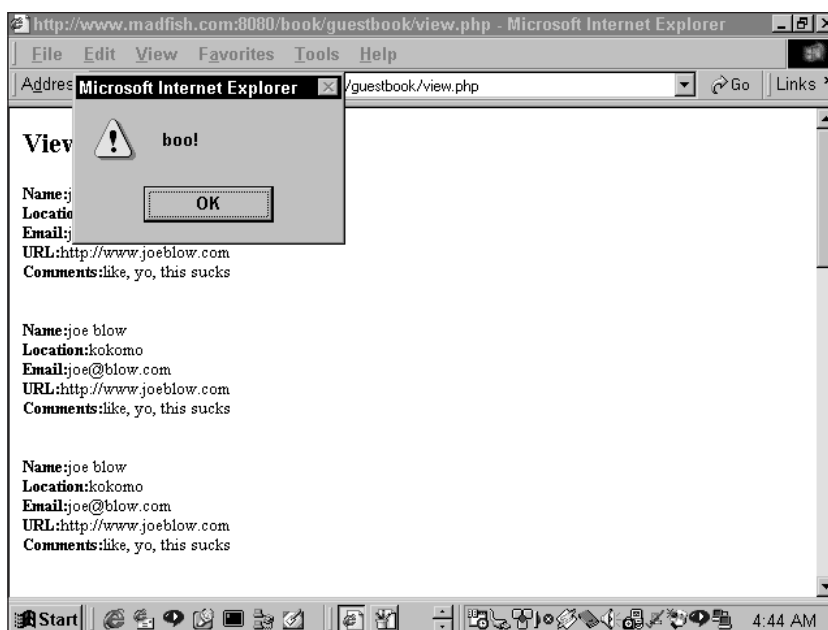 http://www.madfish.com:8080/book/guestbook/view.php - Microsoft Internet Explorer
File Edit View Favorites Tools Help
Addres /guestbook/view.php Go Links
Microsoft Internet Explorer
boo!
OK
View
Name:j
Locatio
Email:j
URL:http://www.joeblow.com
Comments:like, yo, this sucks
Name:joe blow
Location:kokomo
Email:joe@blow.com
URL:http://www.joeblow.com
Comments:like, yo, this sucks
Name:joe blow
Location:kokomo
Email:joe@blow.com
URL:http://www.joeblow.com
Comments:like, yo, this sucks
Start 4:44 AM